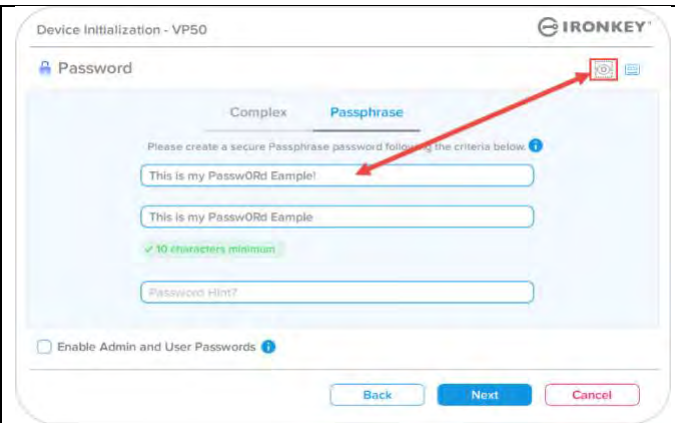 Device Initialization - VP50
IRONKEY
Password
Complex Passphrase
Please create a secure Passphrase password following the criteria below.
This is my Passw0Rd Eample!
This is my Passw0Rd Eample
✓ 10 characters minimum
Password Hint?
Enable Admin and User Passwords
Back Next Cancel